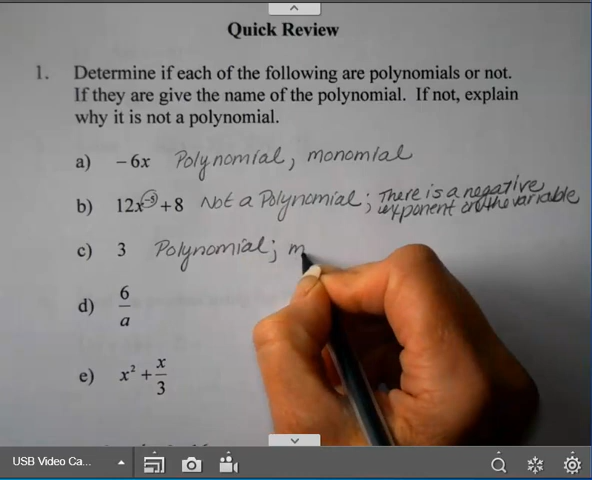 Quick Review
1. Determine if each of the following are polynomials or not.
If they are give the name of the polynomial. If not, explain
why it is not a polynomial.
a) −6x Polynomial, monomial
b) 12x⁻³ + 8 Not a Polynomial; There is a negative
exponent on the variable
c) 3 Polynomial; m
d) 6/a
e) x² + x/3
USB Video Ca...